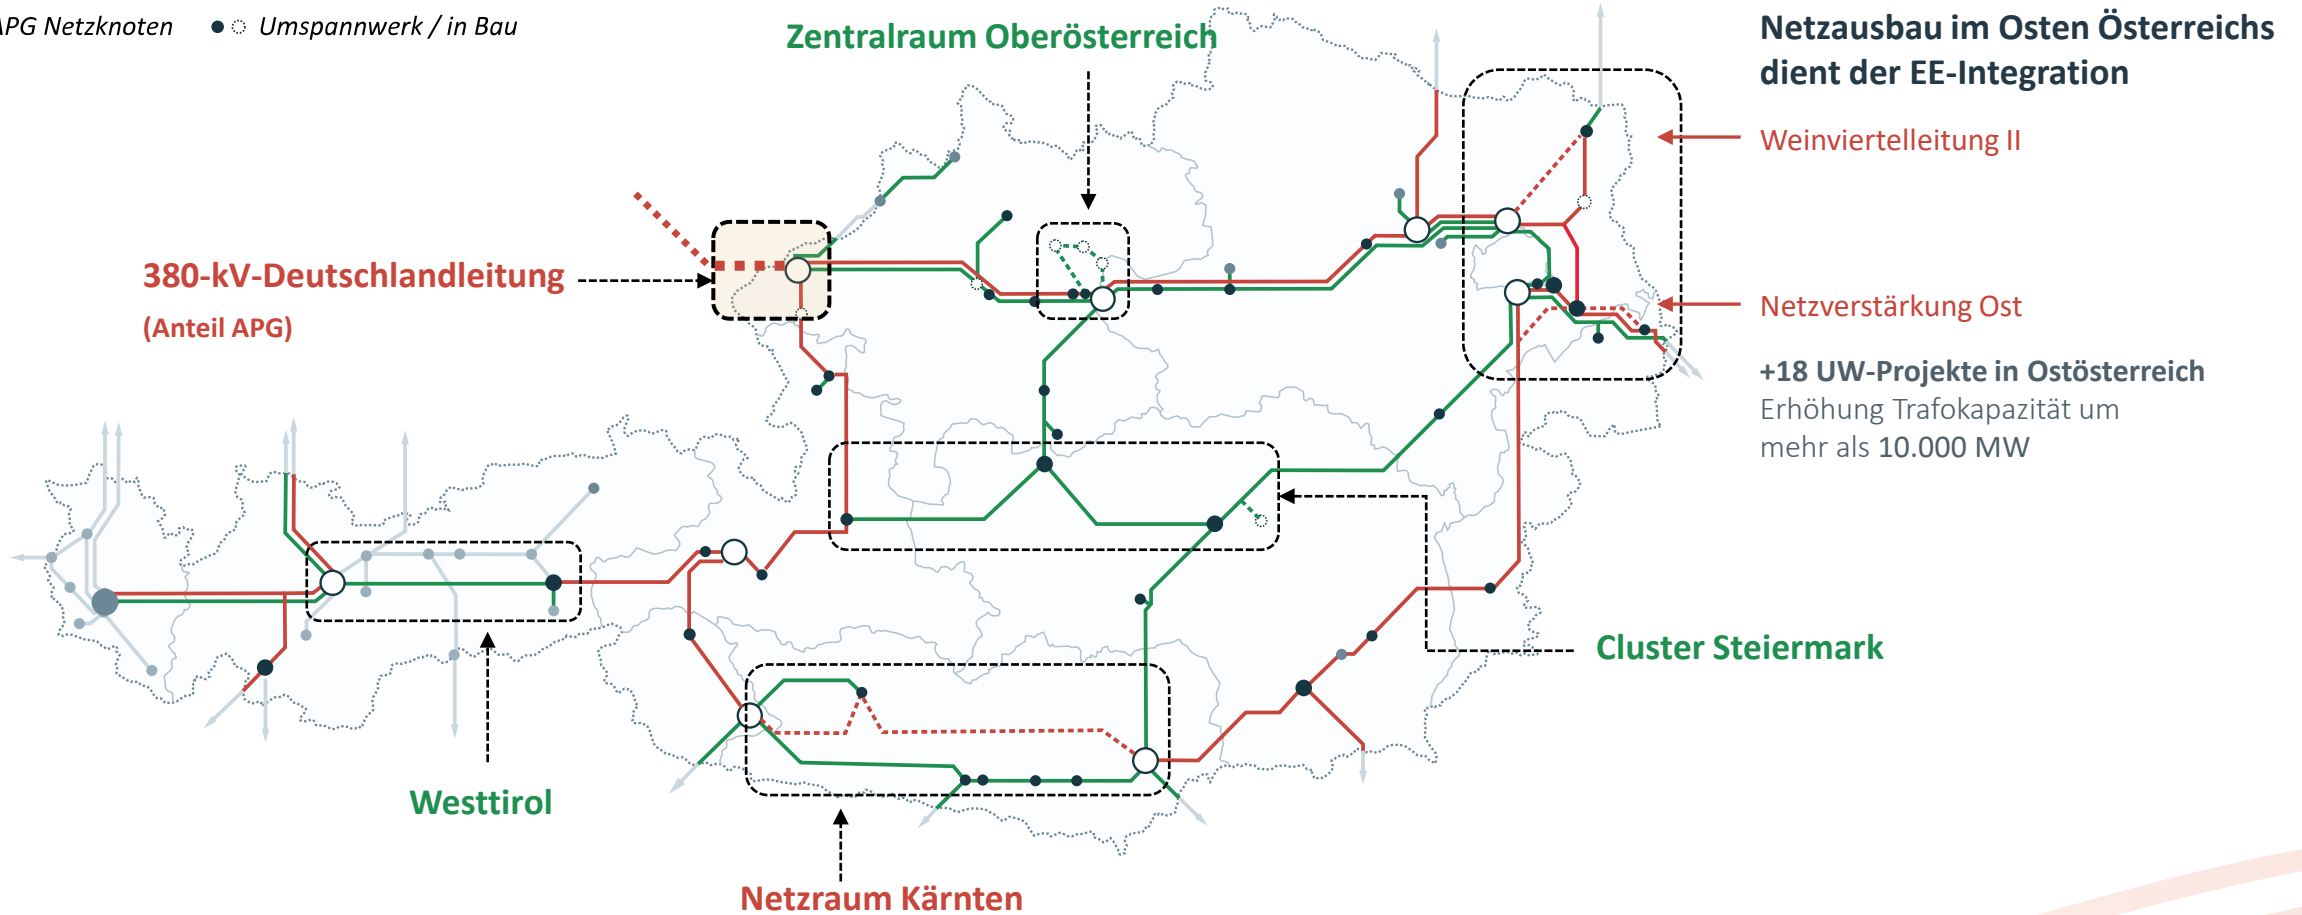 APG Netzknoten
Umspannwerk / in Bau
Zentralraum Oberösterreich
Netzausbau im Osten Österreichs
dient der EE-Integration
Weinviertelleitung II
380-kV-Deutschlandleitung
(Anteil APG)
Netzverstärkung Ost
+18 UW-Projekte in Ostösterreich
Erhöhung Trafokapazität um
mehr als 10.000 MW
Cluster Steiermark
Westtirol
Netzraum Kärnten